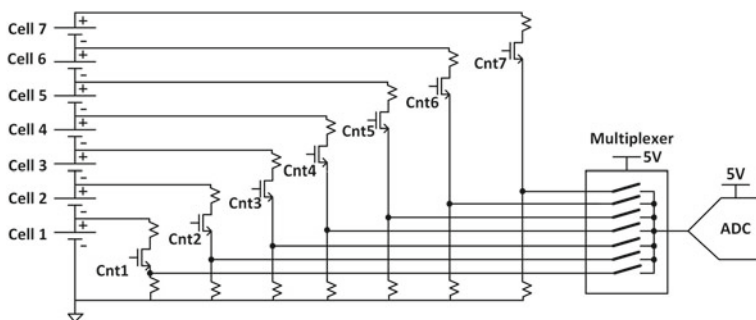 Cell 7
+
-
Cell 6
+
-
Cell 5
+
-
Cell 4
+
-
Cell 3
+
-
Cell 2
+
-
Cell 1
+
-
Cnt7
Cnt6
Cnt5
Cnt4
Cnt3
Cnt2
Cnt1
Multiplexer
5V
5V
ADC